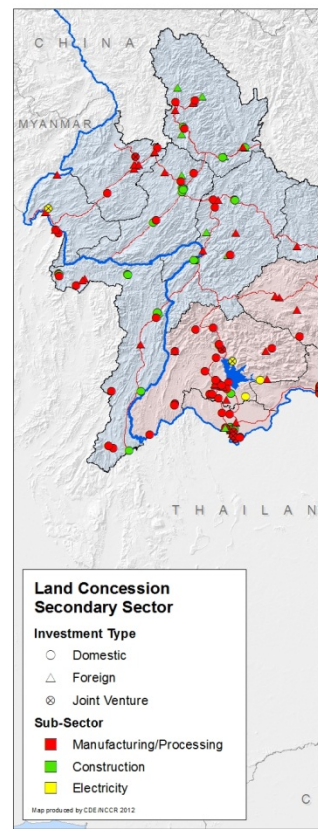 CHINA
MYANMAR
THAILAN
Land Concession
Secondary Sector
Investment Type
Domestic
Foreign
Joint Venture
Sub-Sector
Manufacturing/Processing
Construction
Electricity
Map produced by CDE/NCCR 2012
C